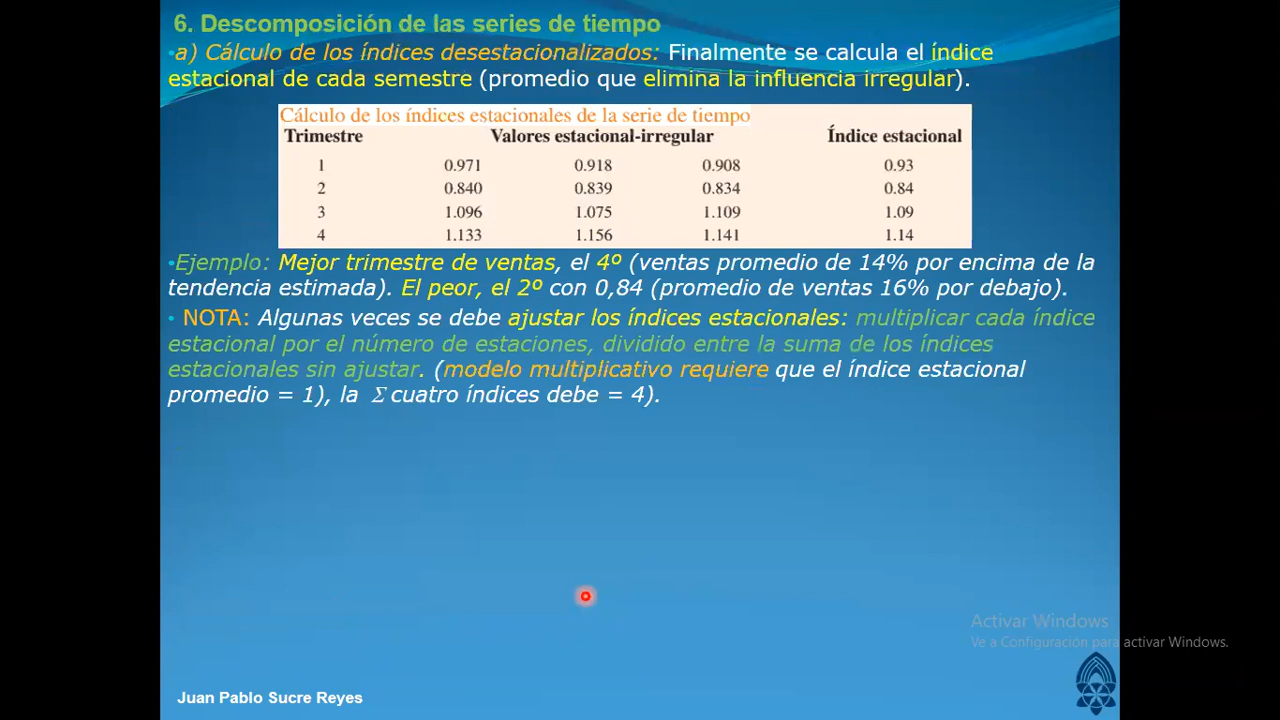 6. Descomposición de las series de tiempo
•a) Cálculo de los índices desestacionalizados: Finalmente se calcula el índice
estacional de cada semestre (promedio que elimina la influencia irregular).
Cálculo de los índices estacionales de la serie de tiempo
Trimestre Valores estacional-irregular Índice estacional
1 0.971 0.918 0.908 0.93
2 0.840 0.839 0.834 0.84
3 1.096 1.075 1.109 1.09
4 1.133 1.156 1.141 1.14
•Ejemplo: Mejor trimestre de ventas, el 4º (ventas promedio de 14% por encima de la
tendencia estimada). El peor, el 2º con 0,84 (promedio de ventas 16% por debajo).
• NOTA: Algunas veces se debe ajustar los índices estacionales: multiplicar cada índice
estacional por el número de estaciones, dividido entre la suma de los índices
estacionales sin ajustar. (modelo multiplicativo requiere que el índice estacional
promedio = 1), la Σ cuatro índices debe = 4).
Activar Windows
Ve a Configuración para activar Windows.
Juan Pablo Sucre Reyes